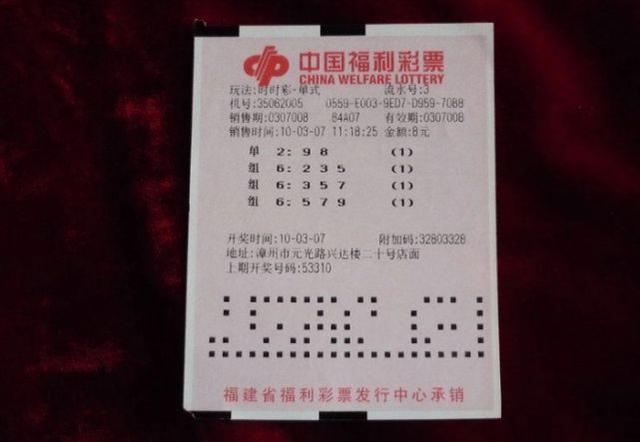 中国福利彩票
CHINA WELFARE LOTTERY
玩法:时时彩·单式 流水号:3
机号:35062005 0559-E003-9ED7-D959-7088
销售期:0307008 84A07 有效期:0307008
销售时间:10-03-07 11:18:25 金额:8元
单 2: 9 8 (1)
组 6: 2 3 5 (1)
组 6: 3 5 7 (1)
组 6: 5 7 9 (1)
开奖时间:10-03-07 附加码:32803328
地址:漳州市元光路兴达楼二十号店面
上期开奖号码:53310
福建省福利彩票发行中心承销